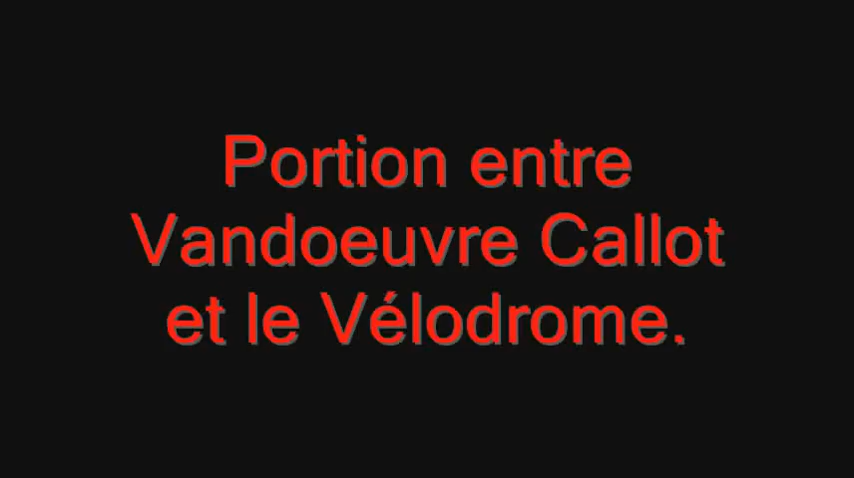 Portion entre
Vandoeuvre Callot
et le Vélodrome.